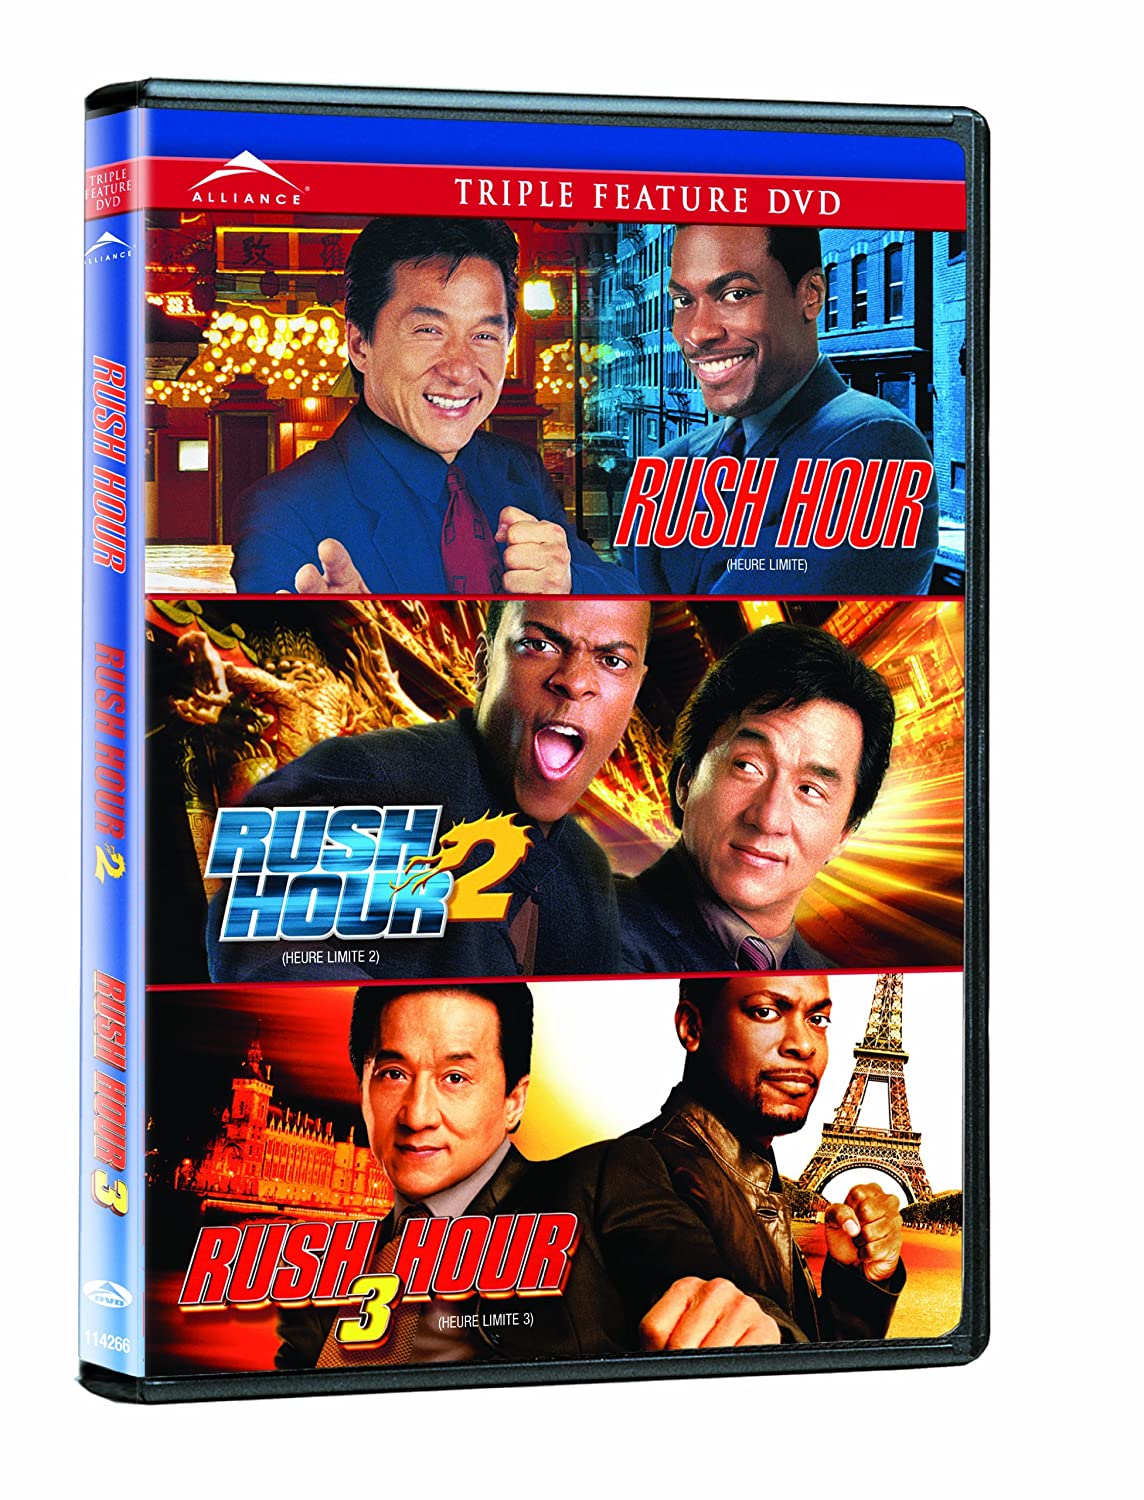 TRIPLE
FEATURE
DVD
ALLIANCE
RUSH HOUR
RUSH HOUR 2
RUSH HOUR 3
DVD
114266
ALLIANCE®
TRIPLE FEATURE DVD
RUSH HOUR
(HEURE LIMITE)
RUSH
HOUR 2
(HEURE LIMITE 2)
RUSH HOUR
3
(HEURE LIMITE 3)